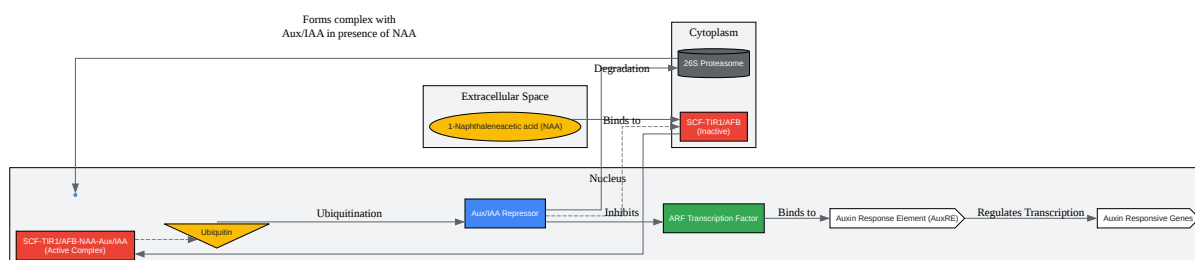 Forms complex with
Aux/IAA in presence of NAA
Cytoplasm
26S Proteasome
Degradation
Extracellular Space
1-Naphthaleneacetic acid (NAA)
Binds to
SCF-TIR1/AFB
(Inactive)
Nucleus
Ubiquitination
Aux/IAA Repressor
Inhibits
ARF Transcription Factor
Binds to
Auxin Response Element (AuxRE)
Regulates Transcription
Auxin Responsive Genes
Ubiquitin
SCF-TIR1/AFB-NAA-Aux/IAA
(Active Complex)